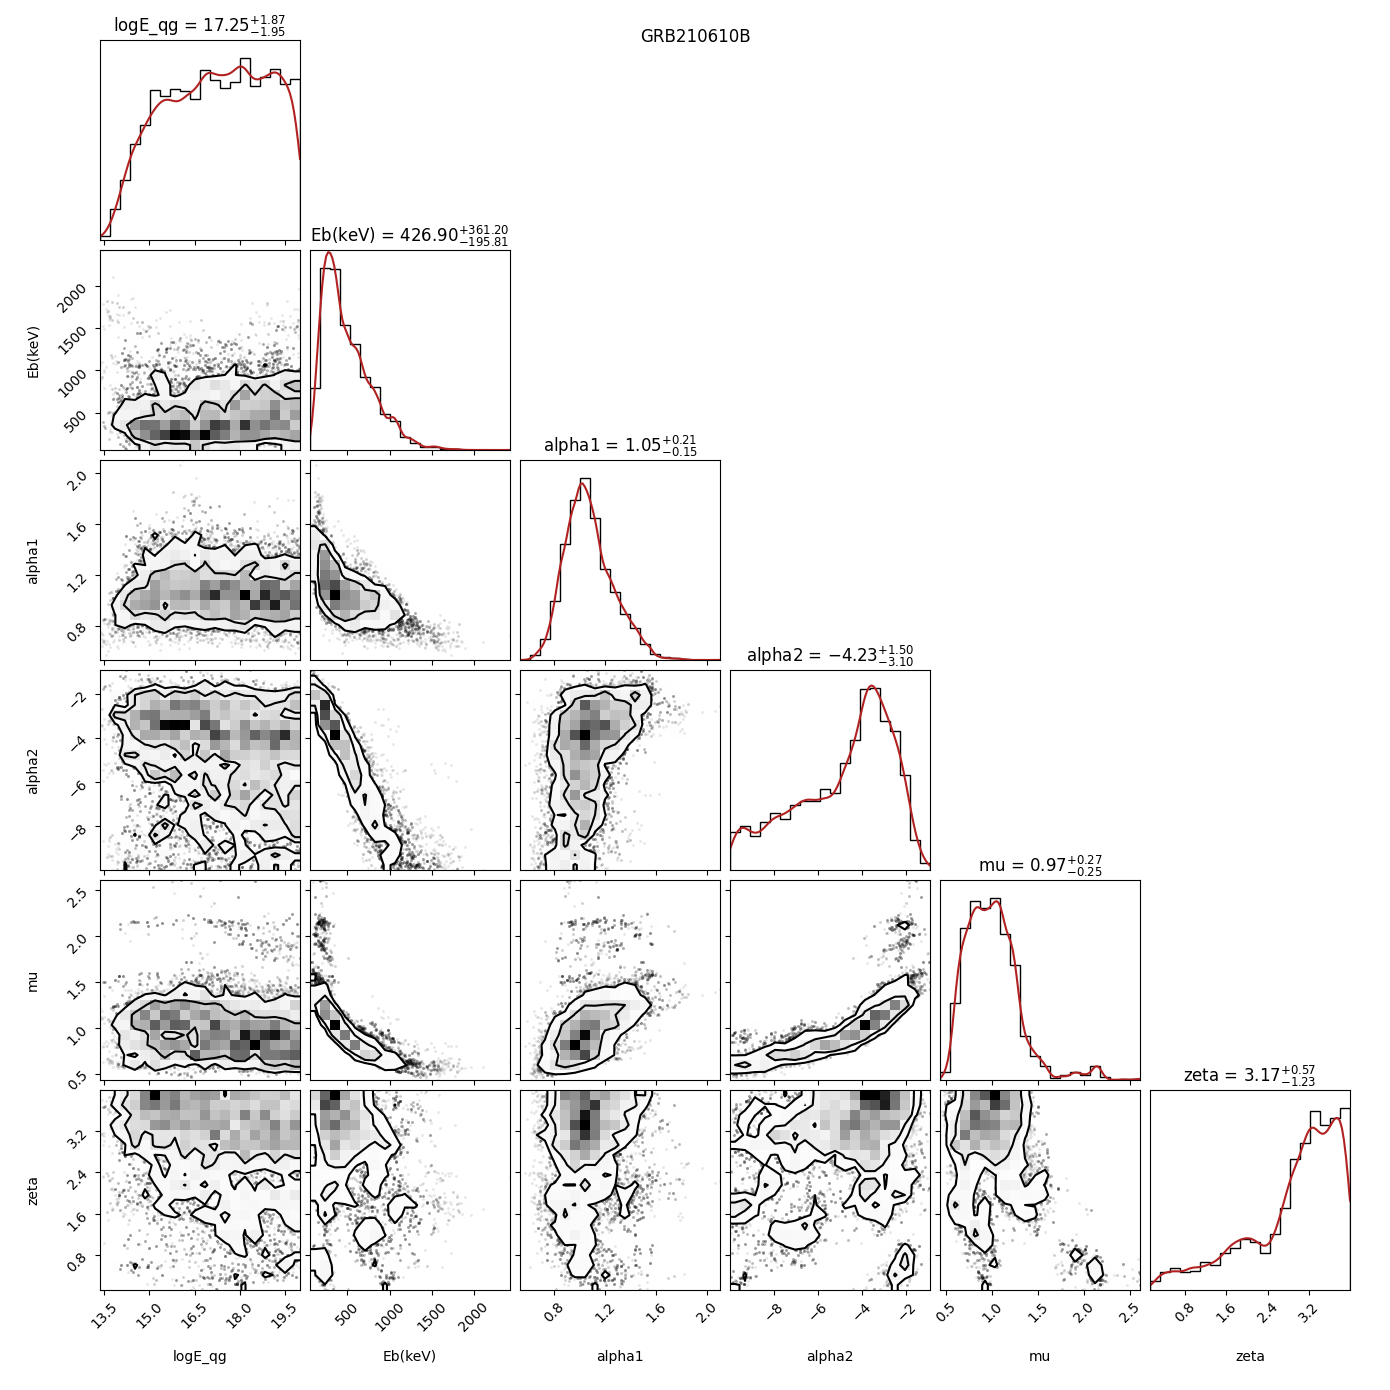 logE_qg = 17.25+1.87−1.95
GRB210610B
Eb(keV) = 426.90+361.20−195.81
2000
1500
1000
500
Eb(keV)
alpha1 = 1.05+0.21−0.15
2.0
1.6
1.2
0.8
alpha1
alpha2 = −4.23+1.50−3.10
−2
−4
−6
−8
alpha2
mu = 0.97+0.27−0.25
2.5
2.0
1.5
1.0
0.5
mu
zeta = 3.17+0.57−1.23
3.2
2.4
1.6
0.8
zeta
13.5 15.0 16.5 18.0 19.5 500 1000 1500 2000 0.8 1.2 1.6 2.0 −8 −6 −4 −2 0.5 1.0 1.5 2.0 2.5 0.8 1.6 2.4 3.2
logE_qg Eb(keV) alpha1 alpha2 mu zeta